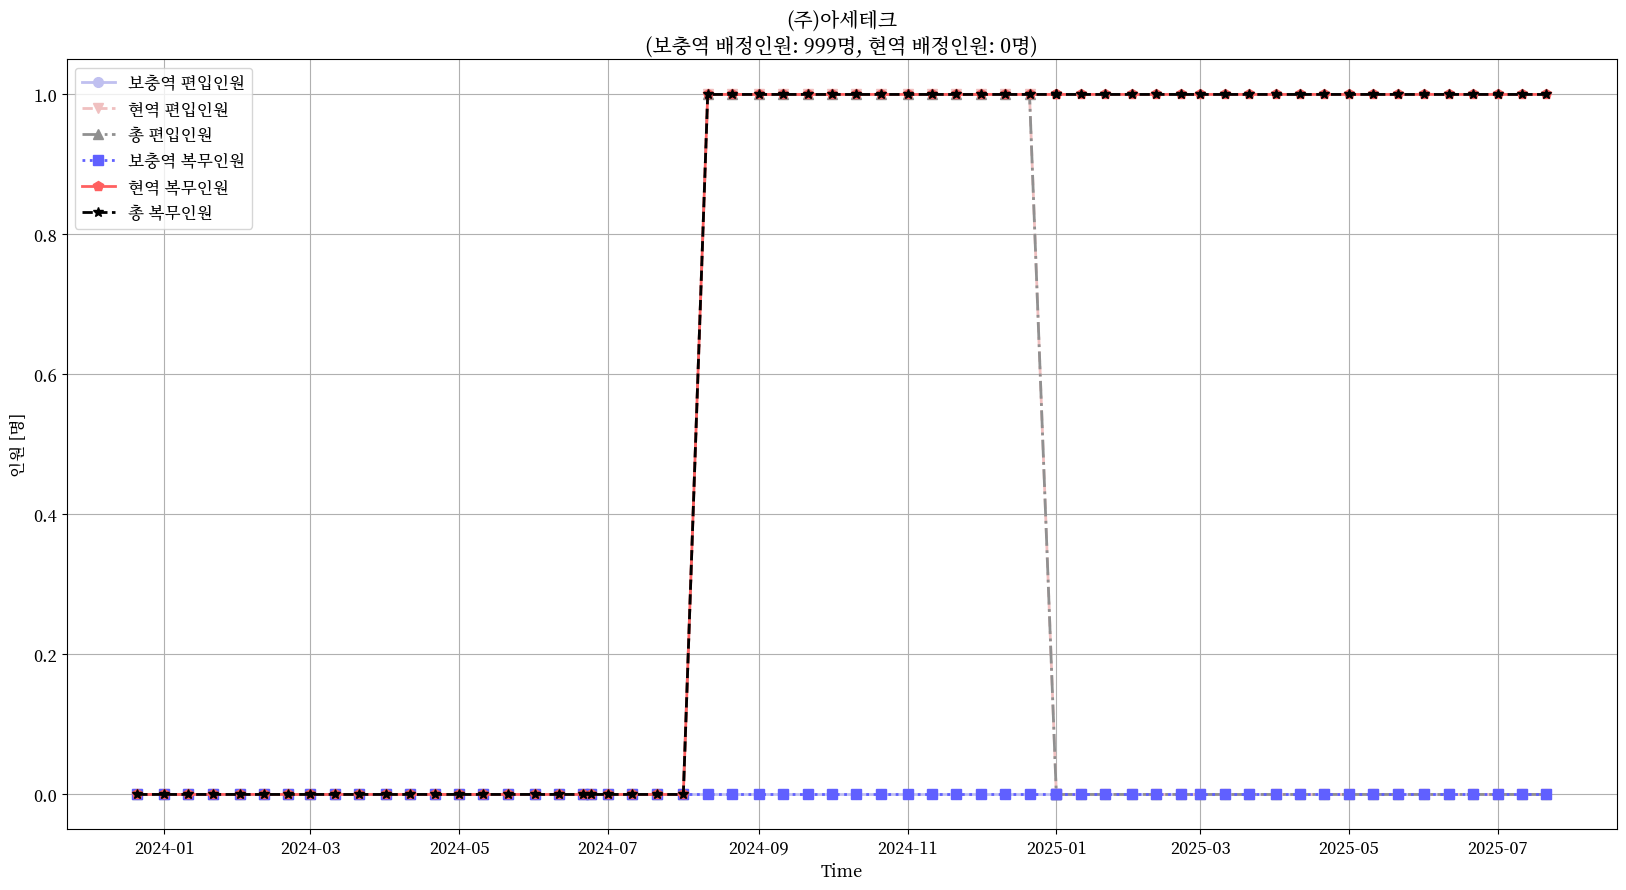 (주)아세테크
(보충역 배정인원: 999명, 현역 배정인원: 0명)
보충역 편입인원
현역 편입인원
총 편입인원
보충역 복무인원
현역 복무인원
총 복무인원
1.0
0.8
0.6
0.4
0.2
0.0
인원 [명]
2024-01
2024-03
2024-05
2024-07
2024-09
2024-11
2025-01
2025-03
2025-05
2025-07
Time